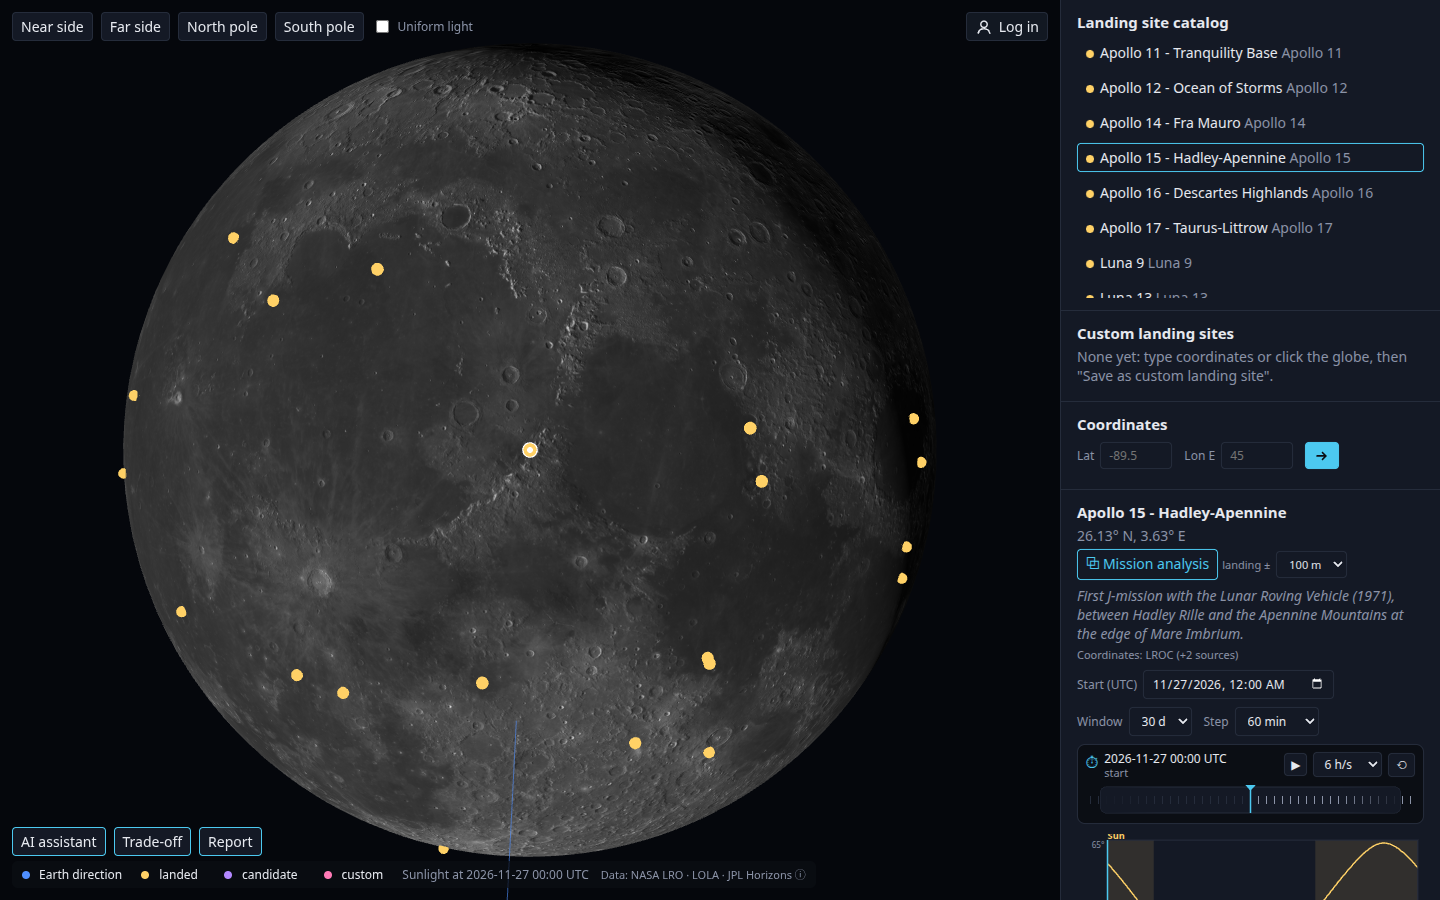 Near side
Far side
North pole
South pole
Uniform light
Log in
Landing site catalog
Apollo 11 - Tranquility Base Apollo 11
Apollo 12 - Ocean of Storms Apollo 12
Apollo 14 - Fra Mauro Apollo 14
Apollo 15 - Hadley-Apennine Apollo 15
Apollo 16 - Descartes Highlands Apollo 16
Apollo 17 - Taurus-Littrow Apollo 17
Luna 9 Luna 9
Luna 13 Luna 13
Custom landing sites
None yet: type coordinates or click the globe, then
"Save as custom landing site".
Coordinates
Lat -89.5 Lon E 45 →
Apollo 15 - Hadley-Apennine
26.13° N, 3.63° E
Mission analysis landing ± 100 m
First J-mission with the Lunar Roving Vehicle (1971),
between Hadley Rille and the Apennine Mountains at
the edge of Mare Imbrium.
Coordinates: LROC (+2 sources)
Start (UTC) 11/27/2026, 12:00 AM
Window 30 d Step 60 min
2026-11-27 00:00 UTC
start
6 h/s
Sun
65°
AI assistant
Trade-off
Report
Earth direction
landed
candidate
custom
Sunlight at 2026-11-27 00:00 UTC
Data: NASA LRO · LOLA · JPL Horizons ⓘ